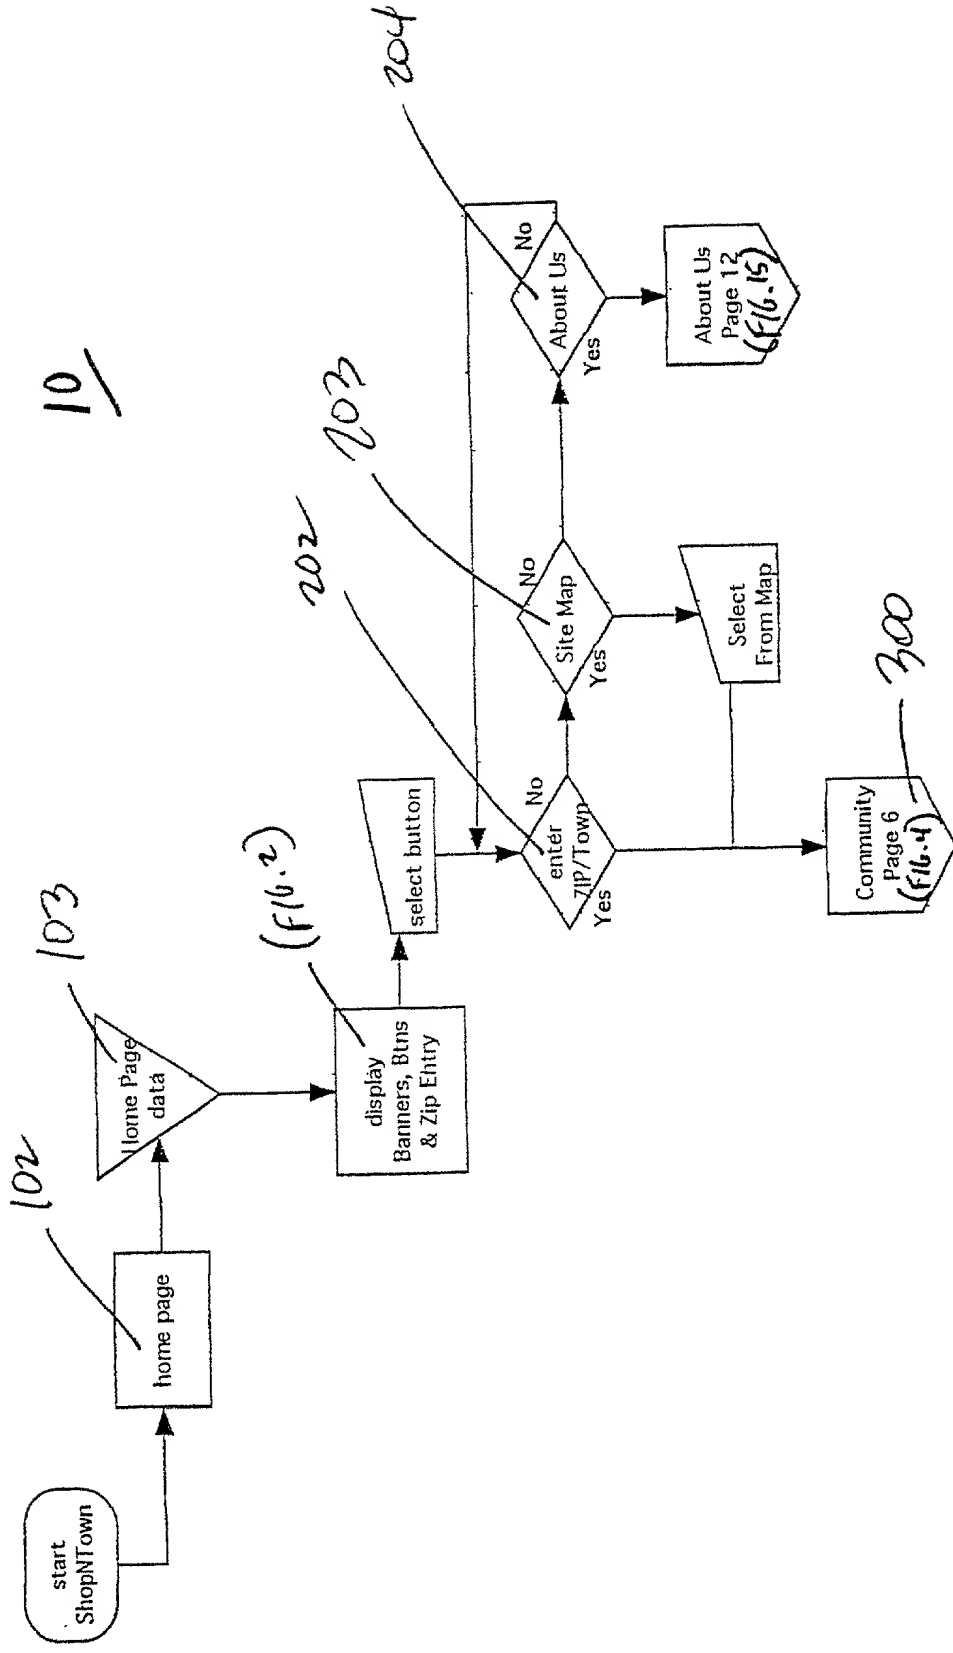 10
start
ShopNTown
102
home page
103
Home Page
data
(FIG.2)
display
Banners, Btns
& Zip Entry
select button
202
enter
ZIP/Town
No
Yes
203
Site Map
No
Yes
204
About Us
No
Yes
Select
From Map
Community
Page 6
(FIG.4)
300
About Us
Page 12
(FIG.15)